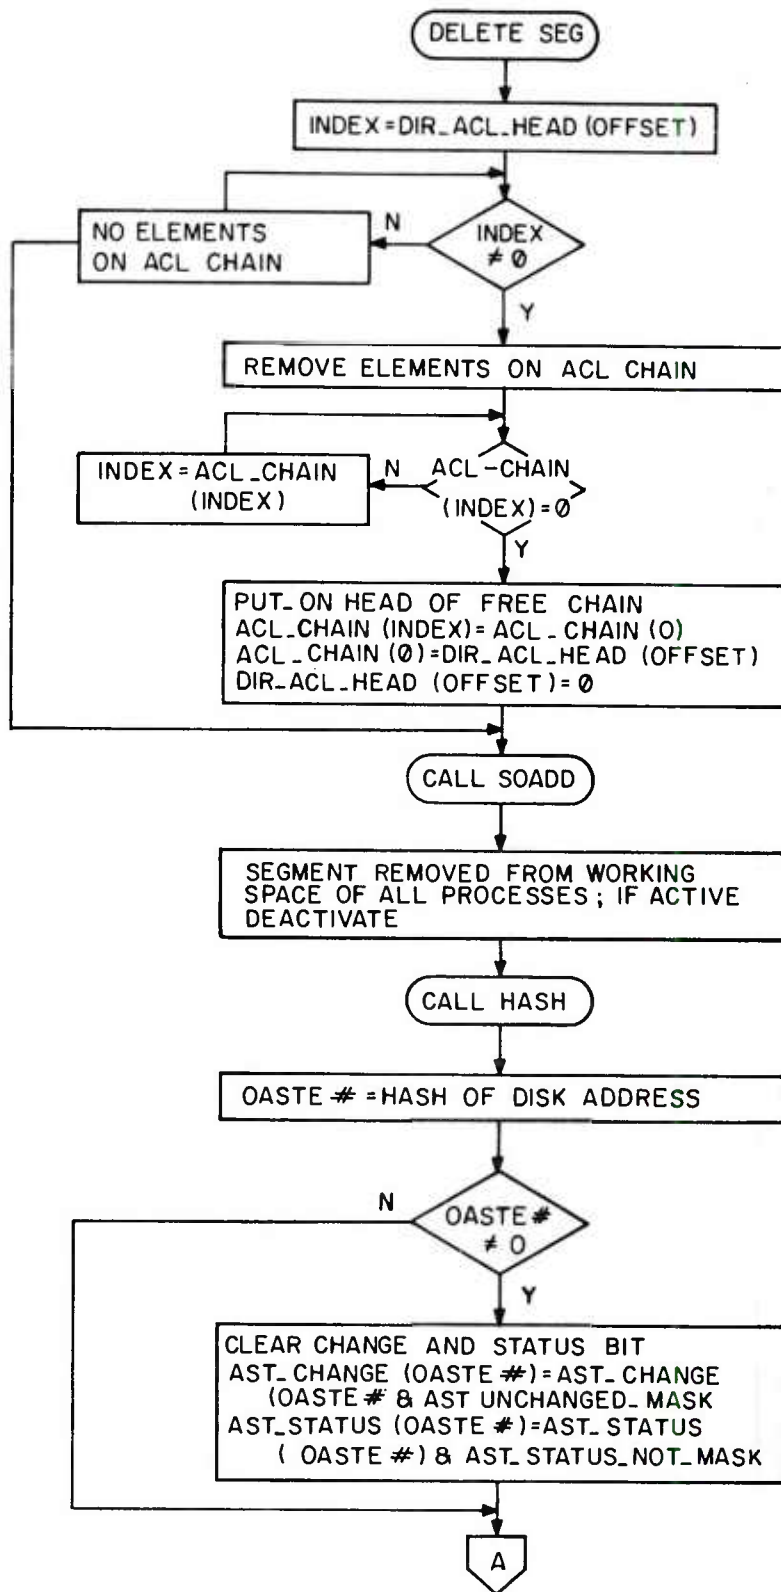 DELETE SEG
INDEX=DIR_ACL_HEAD (OFFSET)
INDEX
≠ 0
N
NO ELEMENTS
ON ACL CHAIN
Y
REMOVE ELEMENTS ON ACL CHAIN
ACL-CHAIN
(INDEX)=0
N
INDEX=ACL_CHAIN
(INDEX)
Y
PUT_ON HEAD OF FREE CHAIN
ACL_CHAIN (INDEX)=ACL_CHAIN (0)
ACL_CHAIN (0)=DIR_ACL_HEAD (OFFSET)
DIR_ACL_HEAD (OFFSET)=0
CALL SOADD
SEGMENT REMOVED FROM WORKING
SPACE OF ALL PROCESSES; IF ACTIVE
DEACTIVATE
CALL HASH
OASTE # =HASH OF DISK ADDRESS
N
OASTE #
≠ 0
Y
CLEAR CHANGE AND STATUS BIT
AST_CHANGE (OASTE #)=AST_CHANGE
(OASTE # & AST UNCHANGED_MASK
AST_STATUS (OASTE #)=AST_STATUS
( OASTE #) & AST_STATUS_NOT_MASK
A